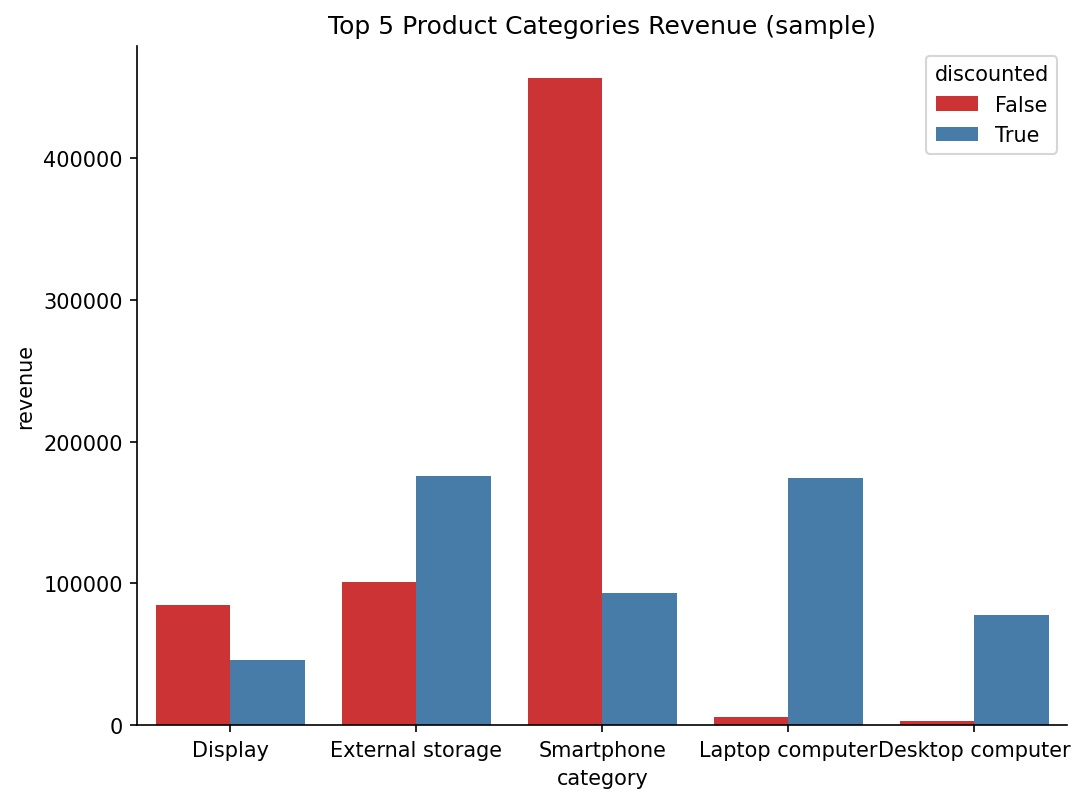 Top 5 Product Categories Revenue (sample)
discounted
False
True
revenue
400000
300000
200000
100000
0
Display
External storage
Smartphone
Laptop computer
Desktop computer
category